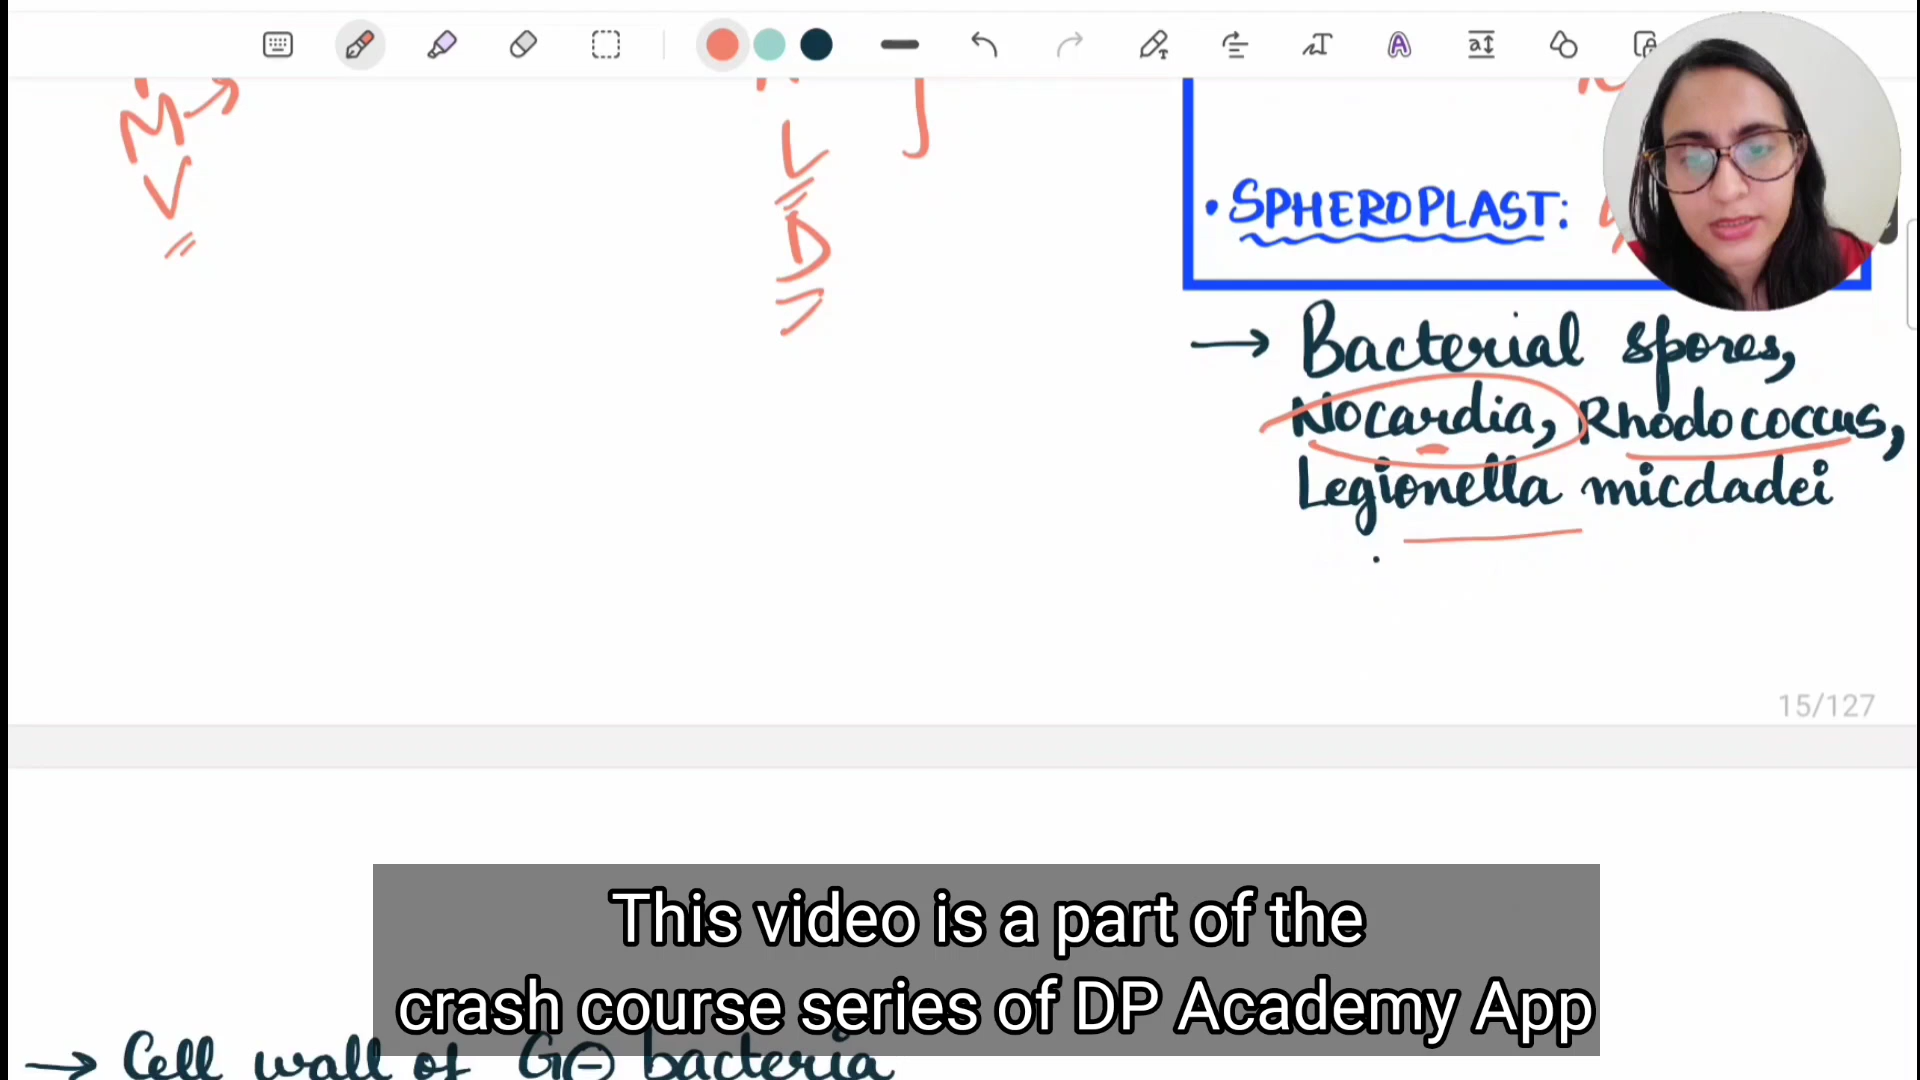 M→
V
L
D
• SPHEROPLAST:
→ Bacterial spores,
Nocardia, Rhodococcus,
Legionella micdadei
15/127
This video is a part of the
crash course series of DP Academy App
→ Cell wall of G⊖ bacteria